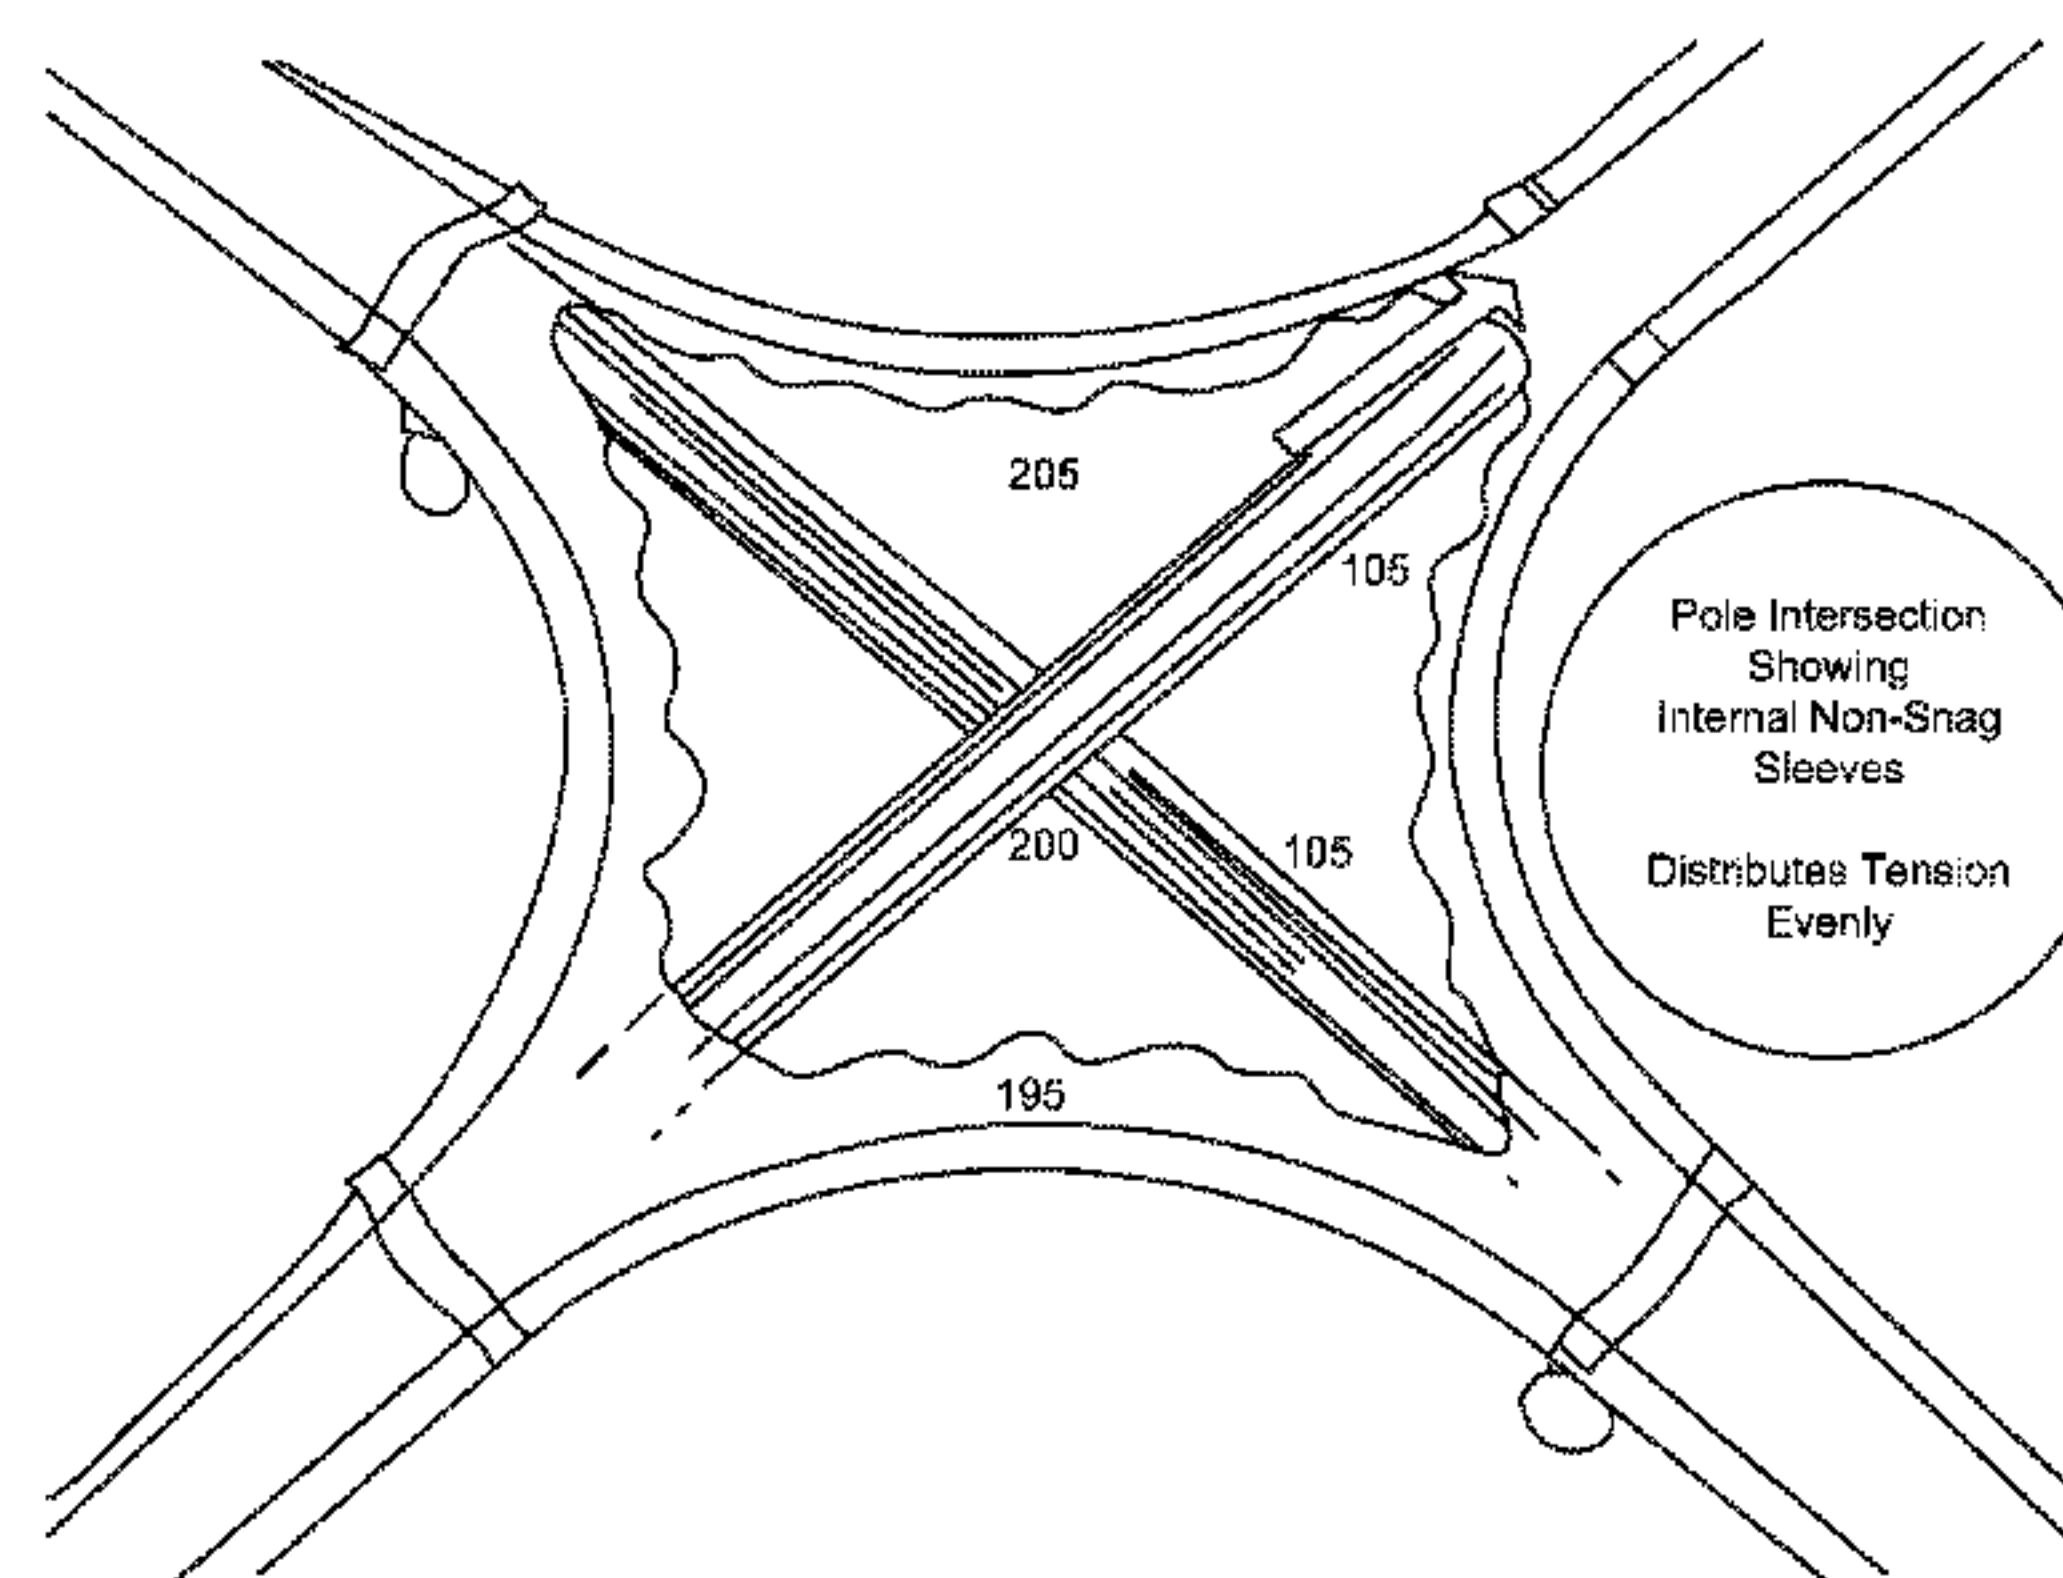 205
105
Pole Intersection
Showing
Internal Non-Snag
Sleeves
200
105
Distributes Tension
Evenly
195